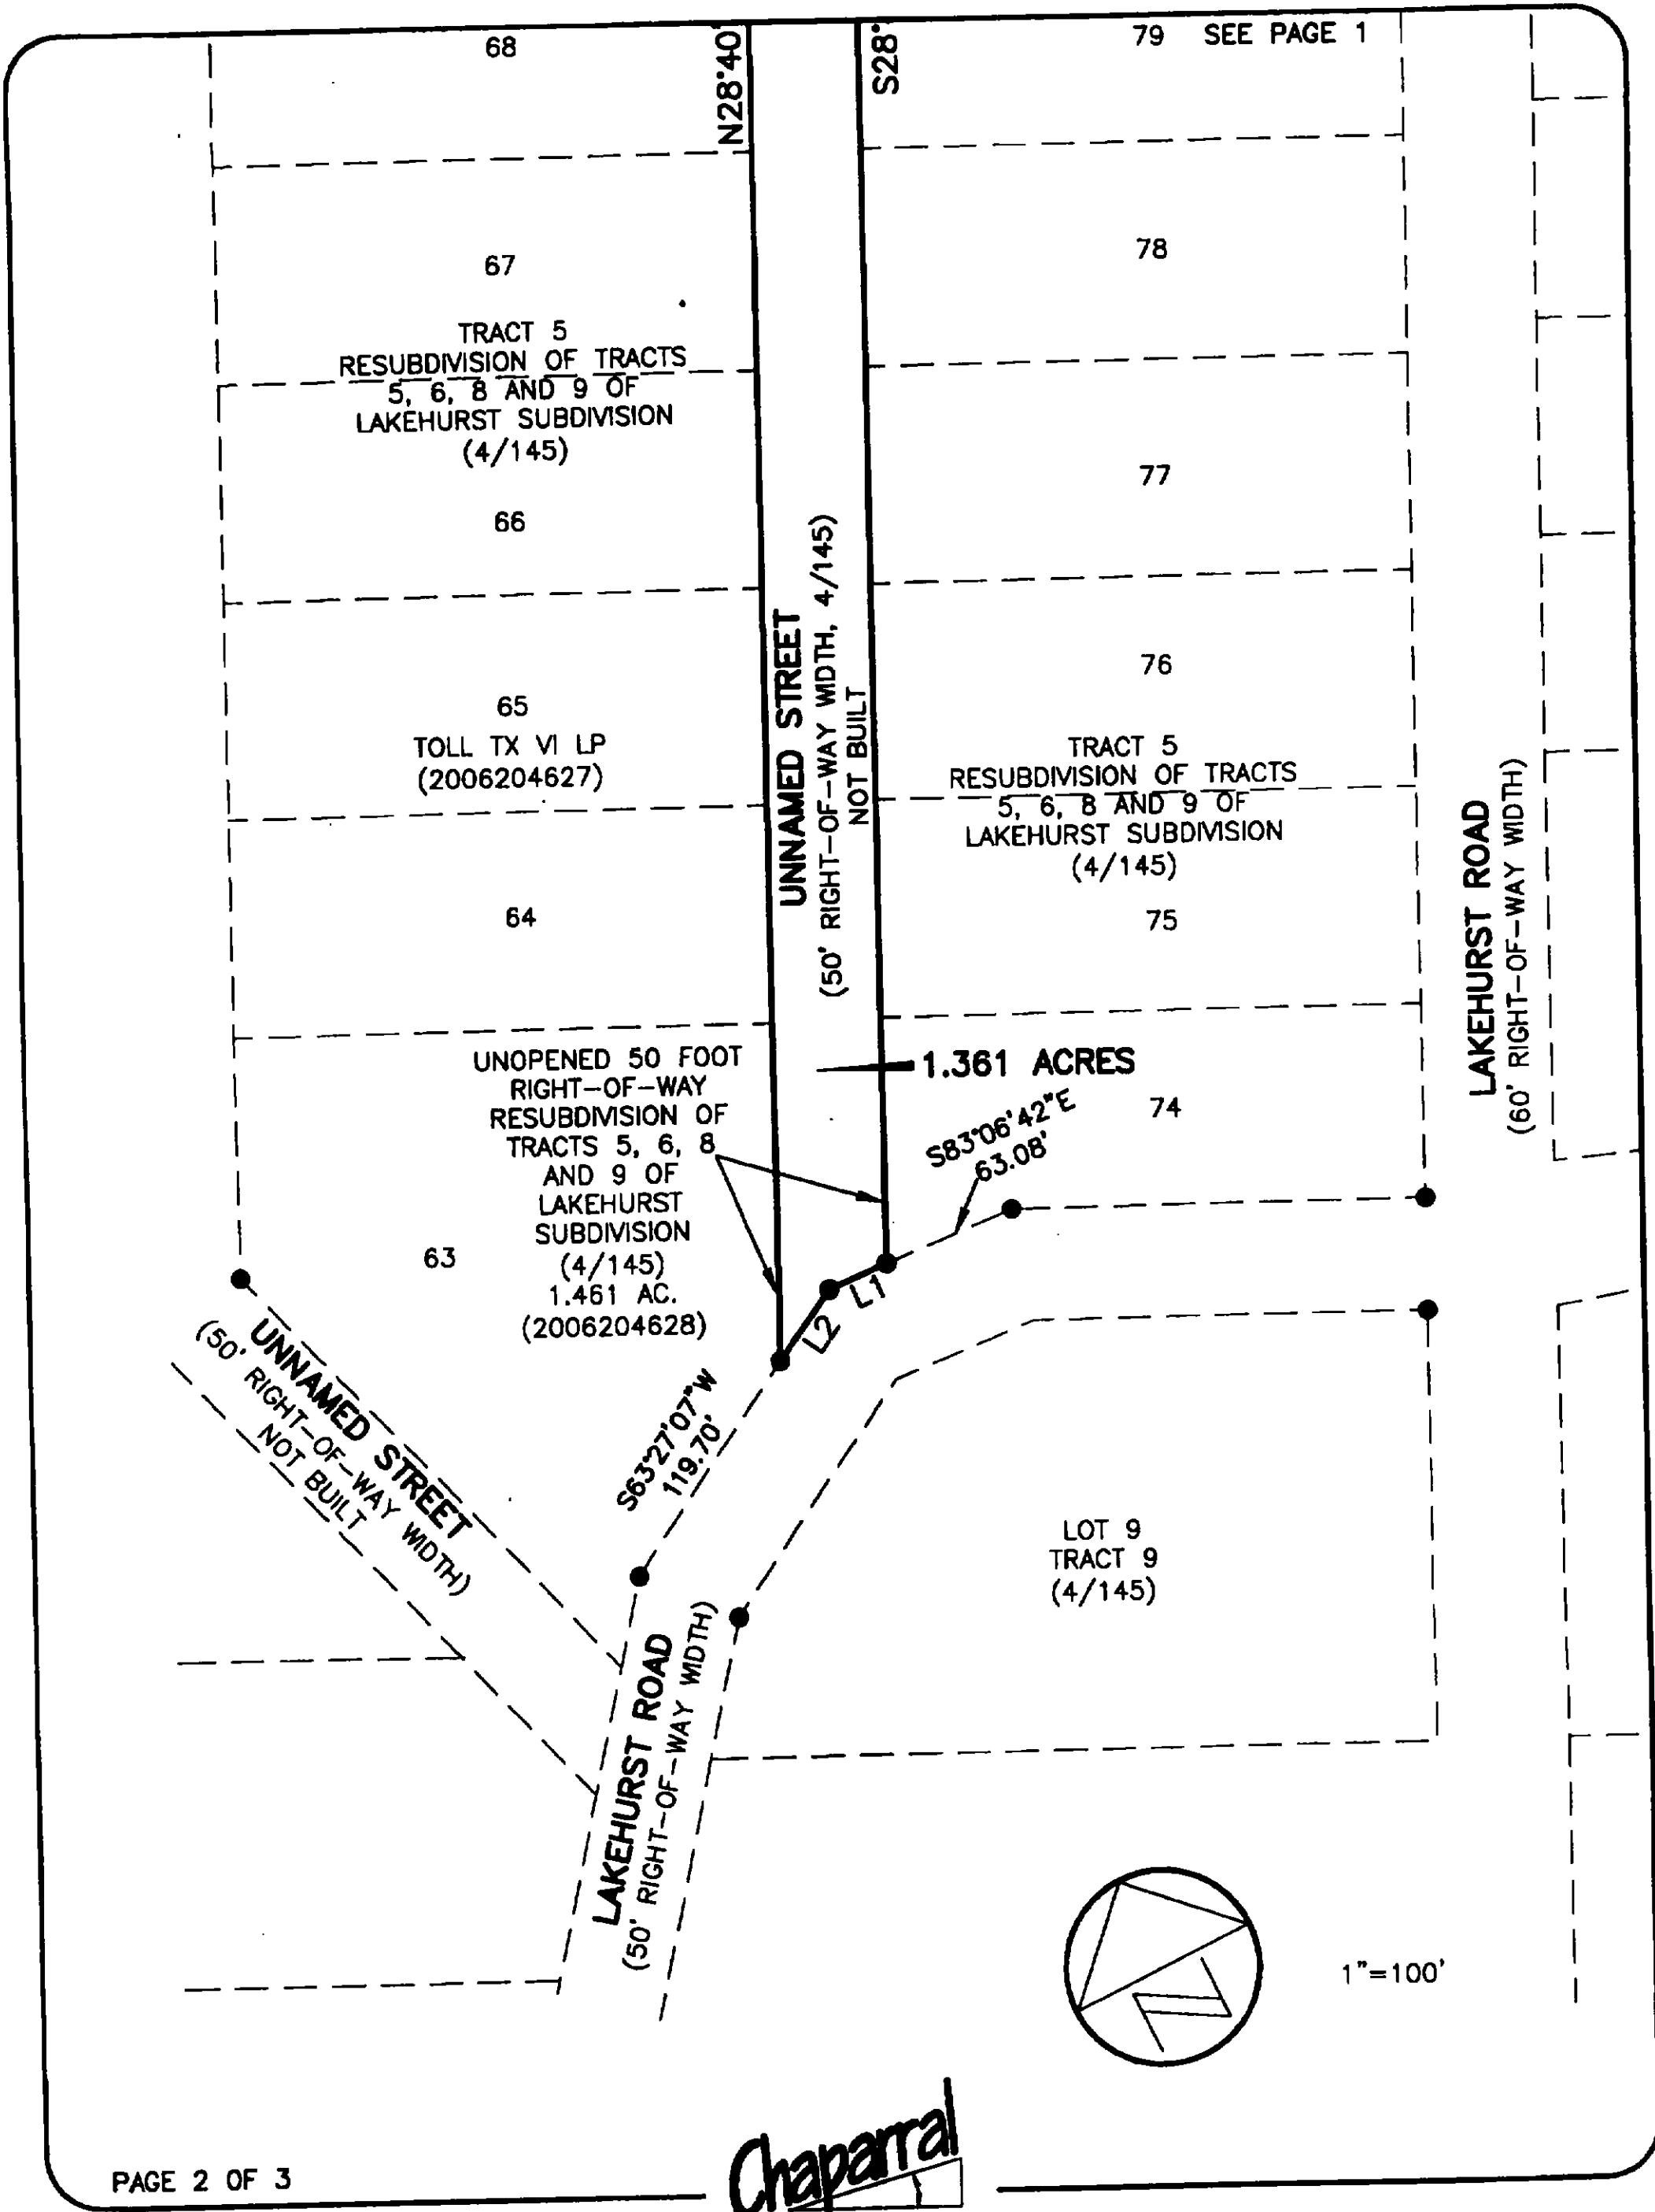 68
N28°40'
S28°
79 SEE PAGE 1
67
78
TRACT 5
RESUBDIVISION OF TRACTS
5, 6, 8 AND 9 OF
LAKEHURST SUBDIVISION
(4/145)
66
77
UNNAMED STREET
(50' RIGHT-OF-WAY WIDTH, 4/145)
NOT BUILT
65
TOLL TX VI LP
(2006204627)
76
TRACT 5
RESUBDIVISION OF TRACTS
5, 6, 8 AND 9 OF
LAKEHURST SUBDIVISION
(4/145)
LAKEHURST ROAD
(60' RIGHT-OF-WAY WIDTH)
64
75
UNOPENED 50 FOOT
RIGHT-OF-WAY
RESUBDIVISION OF
TRACTS 5, 6, 8
AND 9 OF
LAKEHURST
SUBDIVISION
(4/145)
1.461 AC.
(2006204628)
1.361 ACRES
S83°06'42"E
63.08'
74
63
L1
L2
UNNAMED STREET
(50' RIGHT-OF-WAY WIDTH)
NOT BUILT
S63°27'07"W
119.70'
LOT 9
TRACT 9
(4/145)
LAKEHURST ROAD
(50' RIGHT-OF-WAY WIDTH)
N
1"=100'
PAGE 2 OF 3
Chaparral